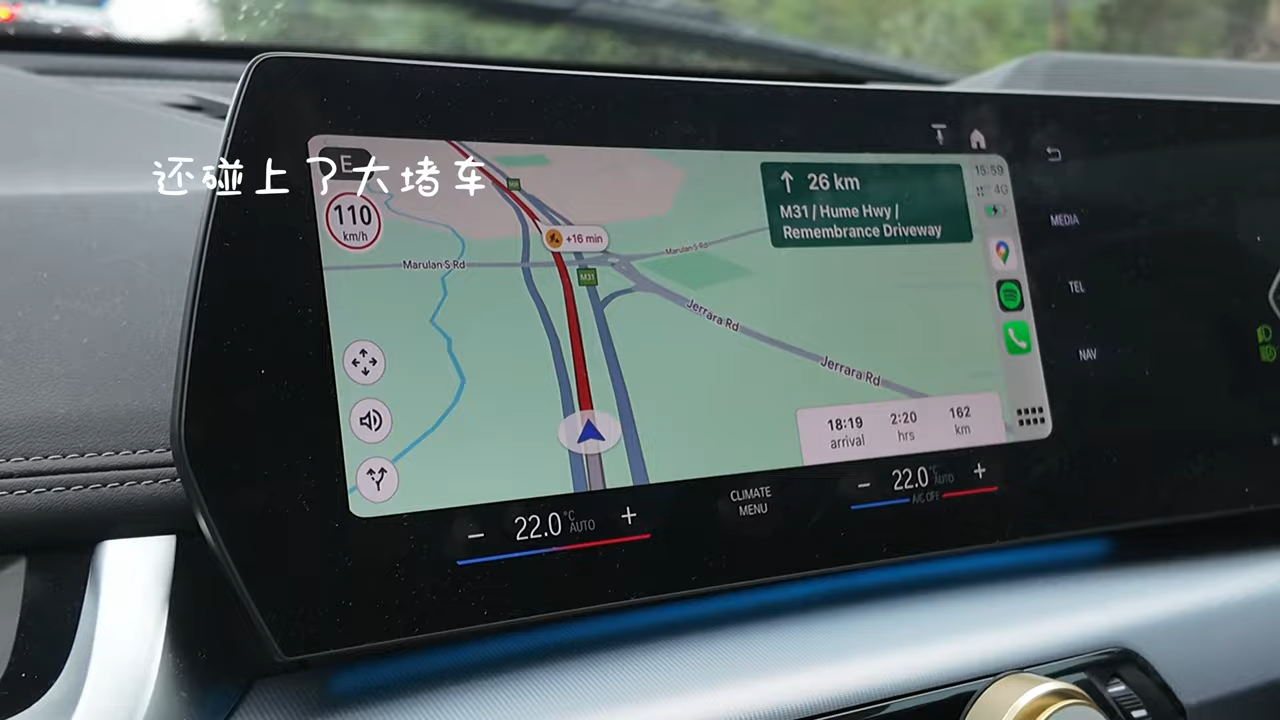 还碰上了大堵车
E
110
km/h
+16 min
M31
Marulan S Rd
Marulan S Rd
Jerrara Rd
Jerrara Rd
26 km
M31 / Hume Hwy /
Remembrance Driveway
15:59
4G
18:19
arrival
2:20
hrs
162
km
MEDIA
TEL
NAV
− 22.0 °C AUTO +
CLIMATE
MENU
− 22.0 °C AUTO +
A/C OFF